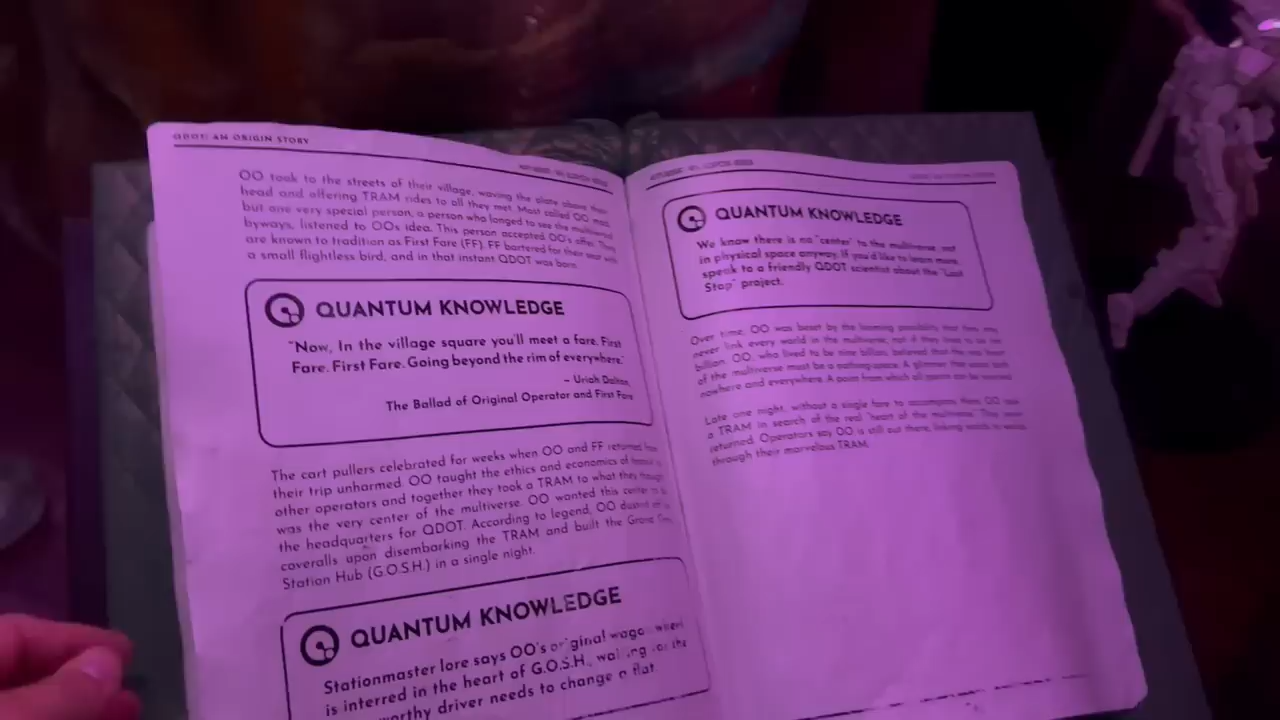 QDOT: AN ORIGIN STORY
OO took to the streets of their village, waving the plate above their
head and offering TRAM rides to all they met. Most called OO mad,
but one very special person, a person who longed to see the multiversal
byways, listened to OOs idea. This person accepted OO's offer. They
are known to tradition as First Fare (FF). FF bartered for their seat with
a small flightless bird, and in that instant QDOT was born.
QUANTUM KNOWLEDGE
"Now, In the village square you'll meet a fare. First
Fare. First Fare. Going beyond the rim of everywhere."
– Uriah Dalton,
The Ballad of Original Operator and First Fare
The cart pullers celebrated for weeks when OO and FF returned from
their trip unharmed. OO taught the ethics and economics of
other operators and together they took a TRAM to what they thought
was the very center of the multiverse. OO wanted this center to be
the headquarters for QDOT. According to legend, OO dusted off
coveralls upon disembarking the TRAM and built the Grand
Station Hub (G.O.S.H.) in a single night.
QUANTUM KNOWLEDGE
Stationmaster lore says OO's original wagon wheel
is interred in the heart of G.O.S.H., waiting for the
worthy driver needs to change a flat.
QUANTUM KNOWLEDGE
We know there is no "center" to the multiverse, not
in physical space anyway. If you'd like to learn more,
speak to a friendly QDOT scientist about the "Last
Stop" project.
Over time, OO was beset by the looming possibility that they may
never link every world in the multiverse, not if they lived to be ten
billion. OO, who lived to be nine billion, believed that the real heart
of the multiverse must be a nothing-space. A glimmer that was both
nowhere and everywhere. A point from which all points can be
Late one night, without a single fare to accompany them, OO
a TRAM in search of the real "heart of the multiverse." They never
returned. Operators say OO is still out there, linking worlds
through their marvelous TRAM.